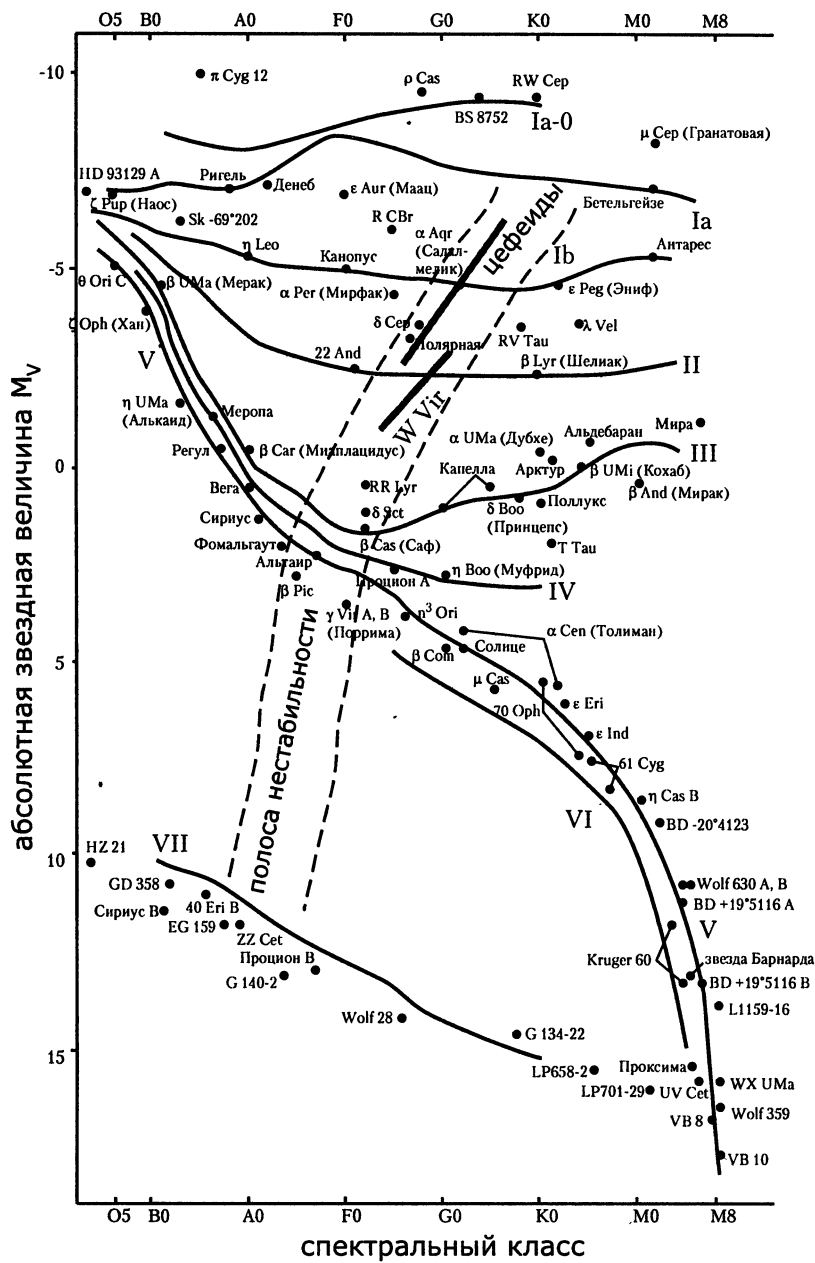 O5 B0 A0 F0 G0 K0 M0 M8
-10
π Cyg 12
ρ Cas
RW Cep
BS 8752
Ia-0
μ Cep (Гранатовая)
HD 93129 A
Ригель
Денеб
ε Aur (Маац)
Бетельгейзе
Ia
ζ Pup (Наос)
Sk -69°202
R CBr
α Aqr
(Садал-
мелик)
цефеиды
Ib
η Leo
Канопус
Антарес
-5
θ Ori C
β UMa (Мерак)
α Per (Мирфак)
ε Peg (Эниф)
ζ Oph (Хан)
δ Cep
Полярная
RV Tau
λ Vel
V
22 And
β Lyr (Шелиак)
II
η UMa
(Алькаид)
Меропа
W Vir
α UMa (Дубхе)
Альдебаран
Мира
Регул
β Car (Миаплацидус)
0
Капелла
Арктур
β UMi (Кохаб)
III
Вега
RR Lyr
δ Boo
(Принцепс)
Поллукс
β And (Мирак)
Сириус
δ Sct
Фомальгаут
β Cas (Саф)
T Tau
Альтаир
β Pic
Процион A
η Boo (Муфрид)
IV
γ Vir A, B
(Поррима)
n³ Ori
α Cen (Толиман)
5
β Com
Солнце
μ Cas
70 Oph
ε Eri
ε Ind
61 Cyg
η Cas B
VI
BD -20°4123
полоса нестабильности
HZ 21
VII
10
GD 358
Сириус B
40 Eri B
EG 159
ZZ Cet
Wolf 630 A, B
BD +19°5116 A
V
Процион B
G 140-2
Kruger 60
звезда Барнарда
BD +19°5116 B
L1159-16
Wolf 28
G 134-22
15
LP658-2
Проксима
LP701-29
UV Cet
WX UMa
VB 8
Wolf 359
VB 10
O5 B0 A0 F0 G0 K0 M0 M8
спектральный класс
абсолютная звездная величина Mv